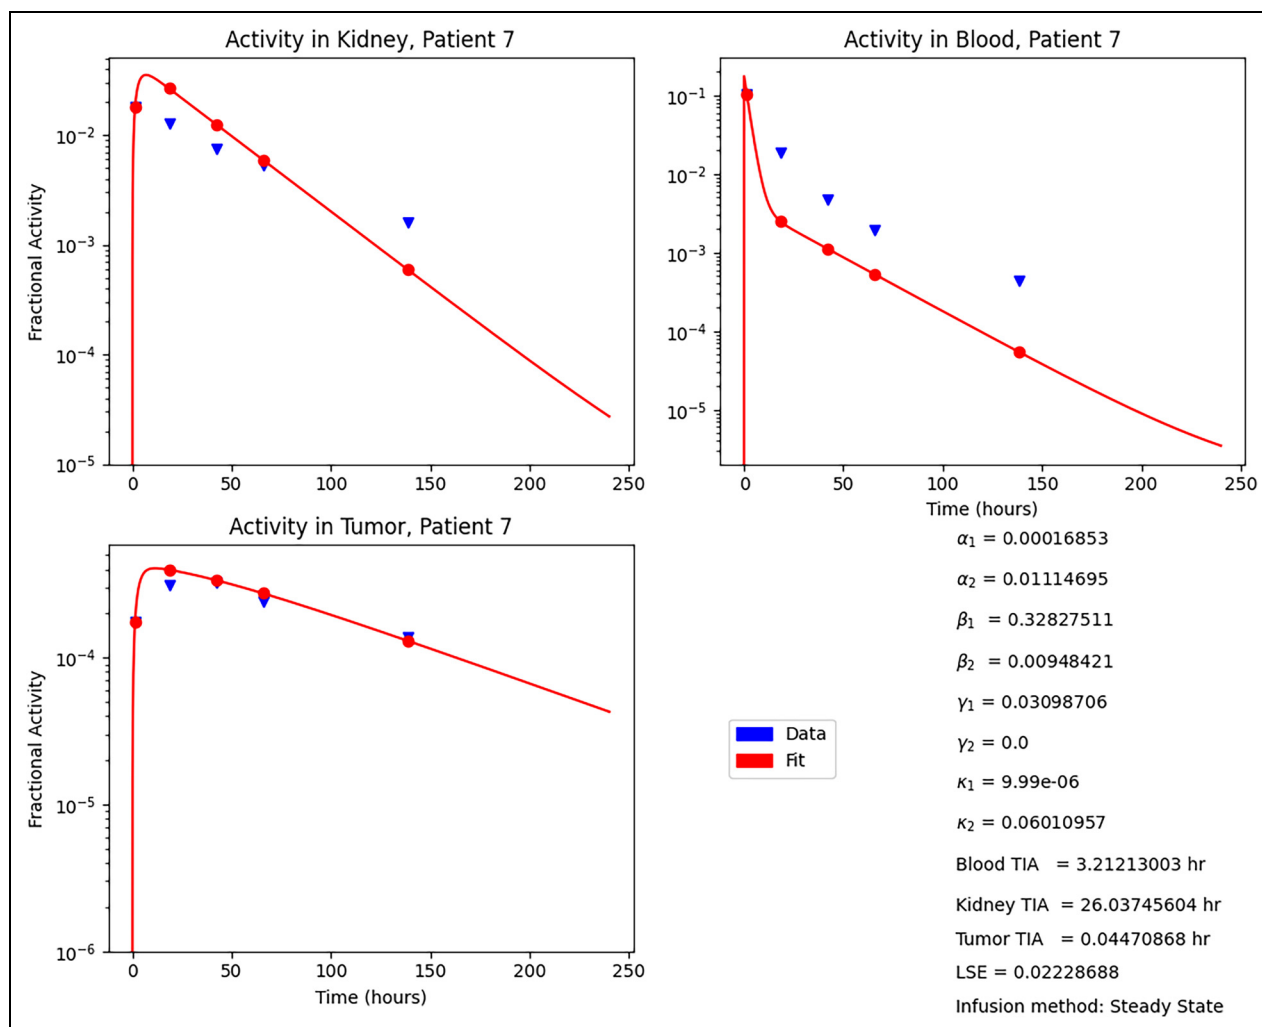 Activity in Kidney, Patient 7
Fractional Activity
10⁻²
10⁻³
10⁻⁴
10⁻⁵
0 50 100 150 200 250
Activity in Blood, Patient 7
10⁻¹
10⁻²
10⁻³
10⁻⁴
10⁻⁵
0 50 100 150 200 250
Time (hours)
Activity in Tumor, Patient 7
Fractional Activity
10⁻⁴
10⁻⁵
10⁻⁶
0 50 100 150 200 250
Time (hours)
Data
Fit
α₁ = 0.00016853
α₂ = 0.01114695
β₁ = 0.32827511
β₂ = 0.00948421
γ₁ = 0.03098706
γ₂ = 0.0
κ₁ = 9.99e-06
κ₂ = 0.06010957
Blood TIA = 3.21213003 hr
Kidney TIA = 26.03745604 hr
Tumor TIA = 0.04470868 hr
LSE = 0.02228688
Infusion method: Steady State